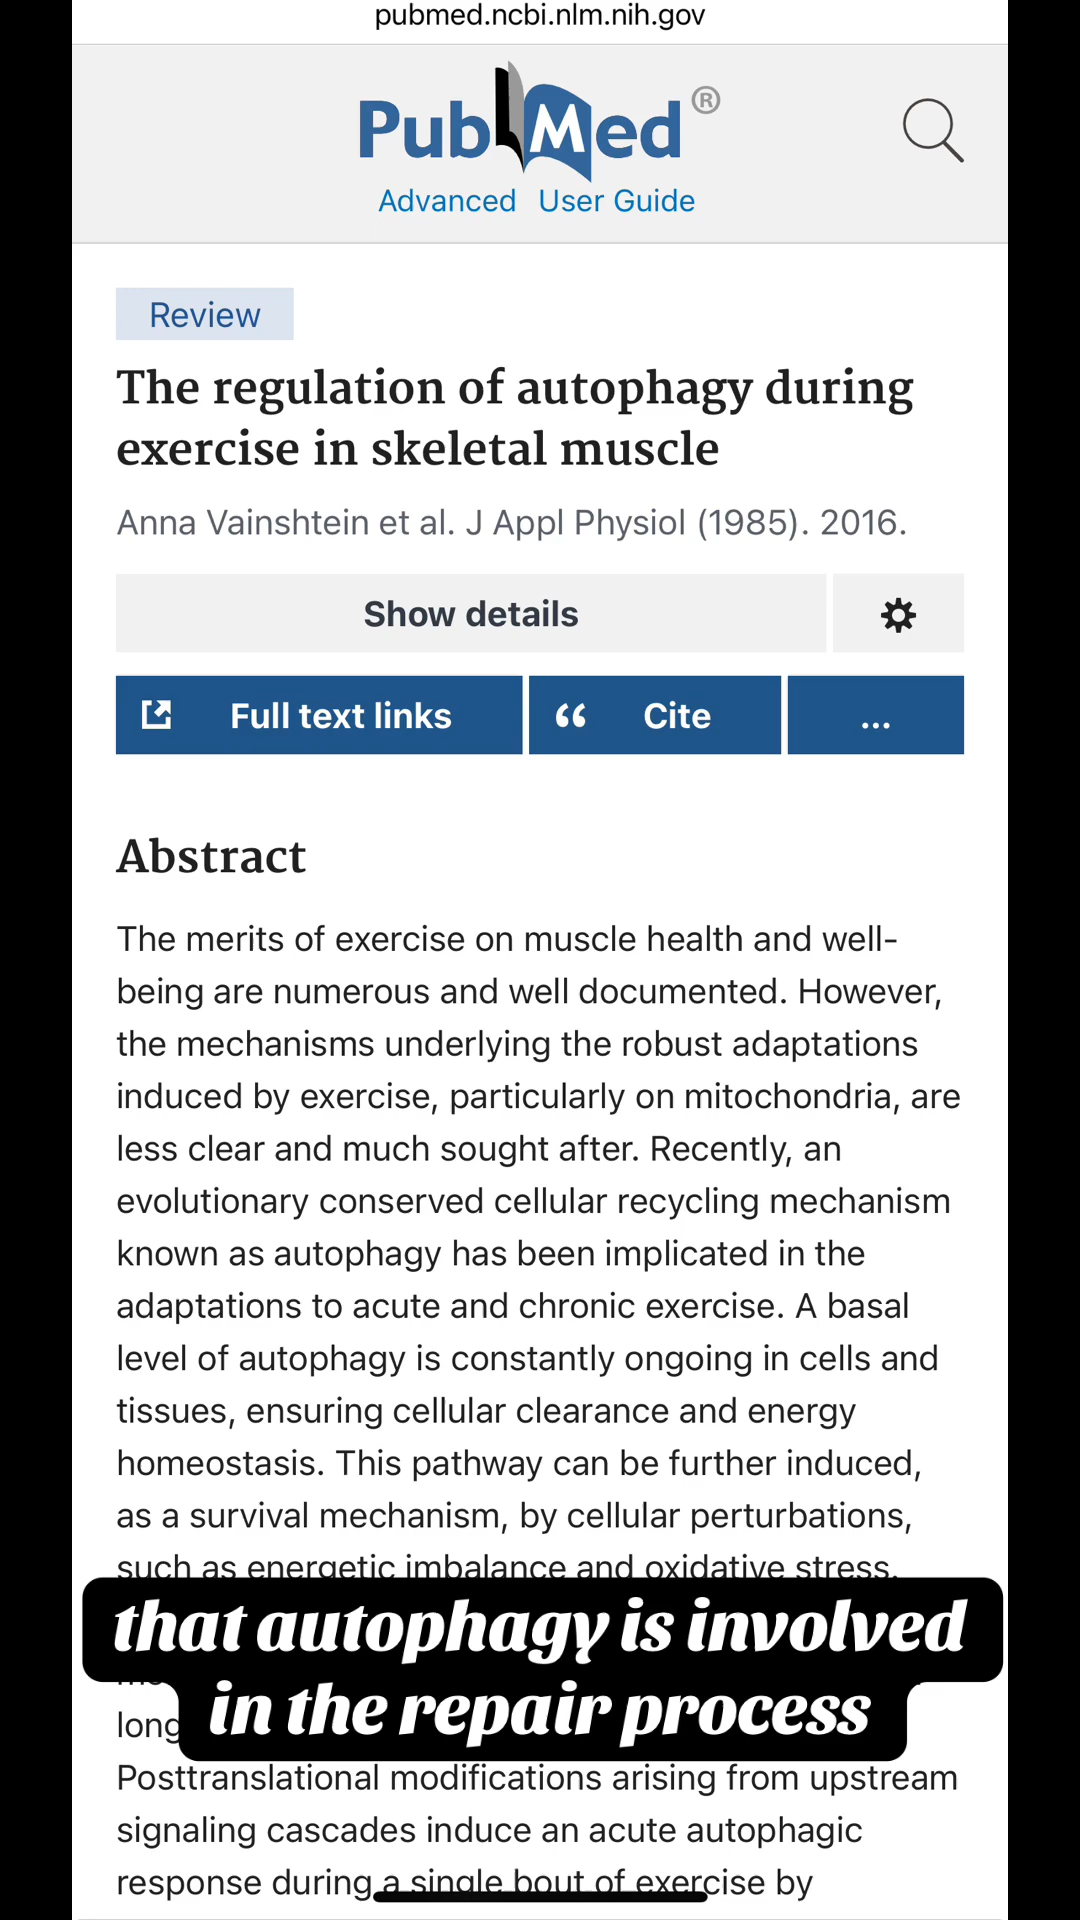 pubmed.ncbi.nlm.nih.gov
PubMed®
Advanced User Guide
Review
The regulation of autophagy during
exercise in skeletal muscle
Anna Vainshtein et al. J Appl Physiol (1985). 2016.
Show details
Full text links
Cite
...
Abstract
The merits of exercise on muscle health and well-
being are numerous and well documented. However,
the mechanisms underlying the robust adaptations
induced by exercise, particularly on mitochondria, are
less clear and much sought after. Recently, an
evolutionary conserved cellular recycling mechanism
known as autophagy has been implicated in the
adaptations to acute and chronic exercise. A basal
level of autophagy is constantly ongoing in cells and
tissues, ensuring cellular clearance and energy
homeostasis. This pathway can be further induced,
as a survival mechanism, by cellular perturbations,
such as energetic imbalance and oxidative stress.
that autophagy is involved
in the repair process
long
Posttranslational modifications arising from upstream
signaling cascades induce an acute autophagic
response during a single bout of exercise by